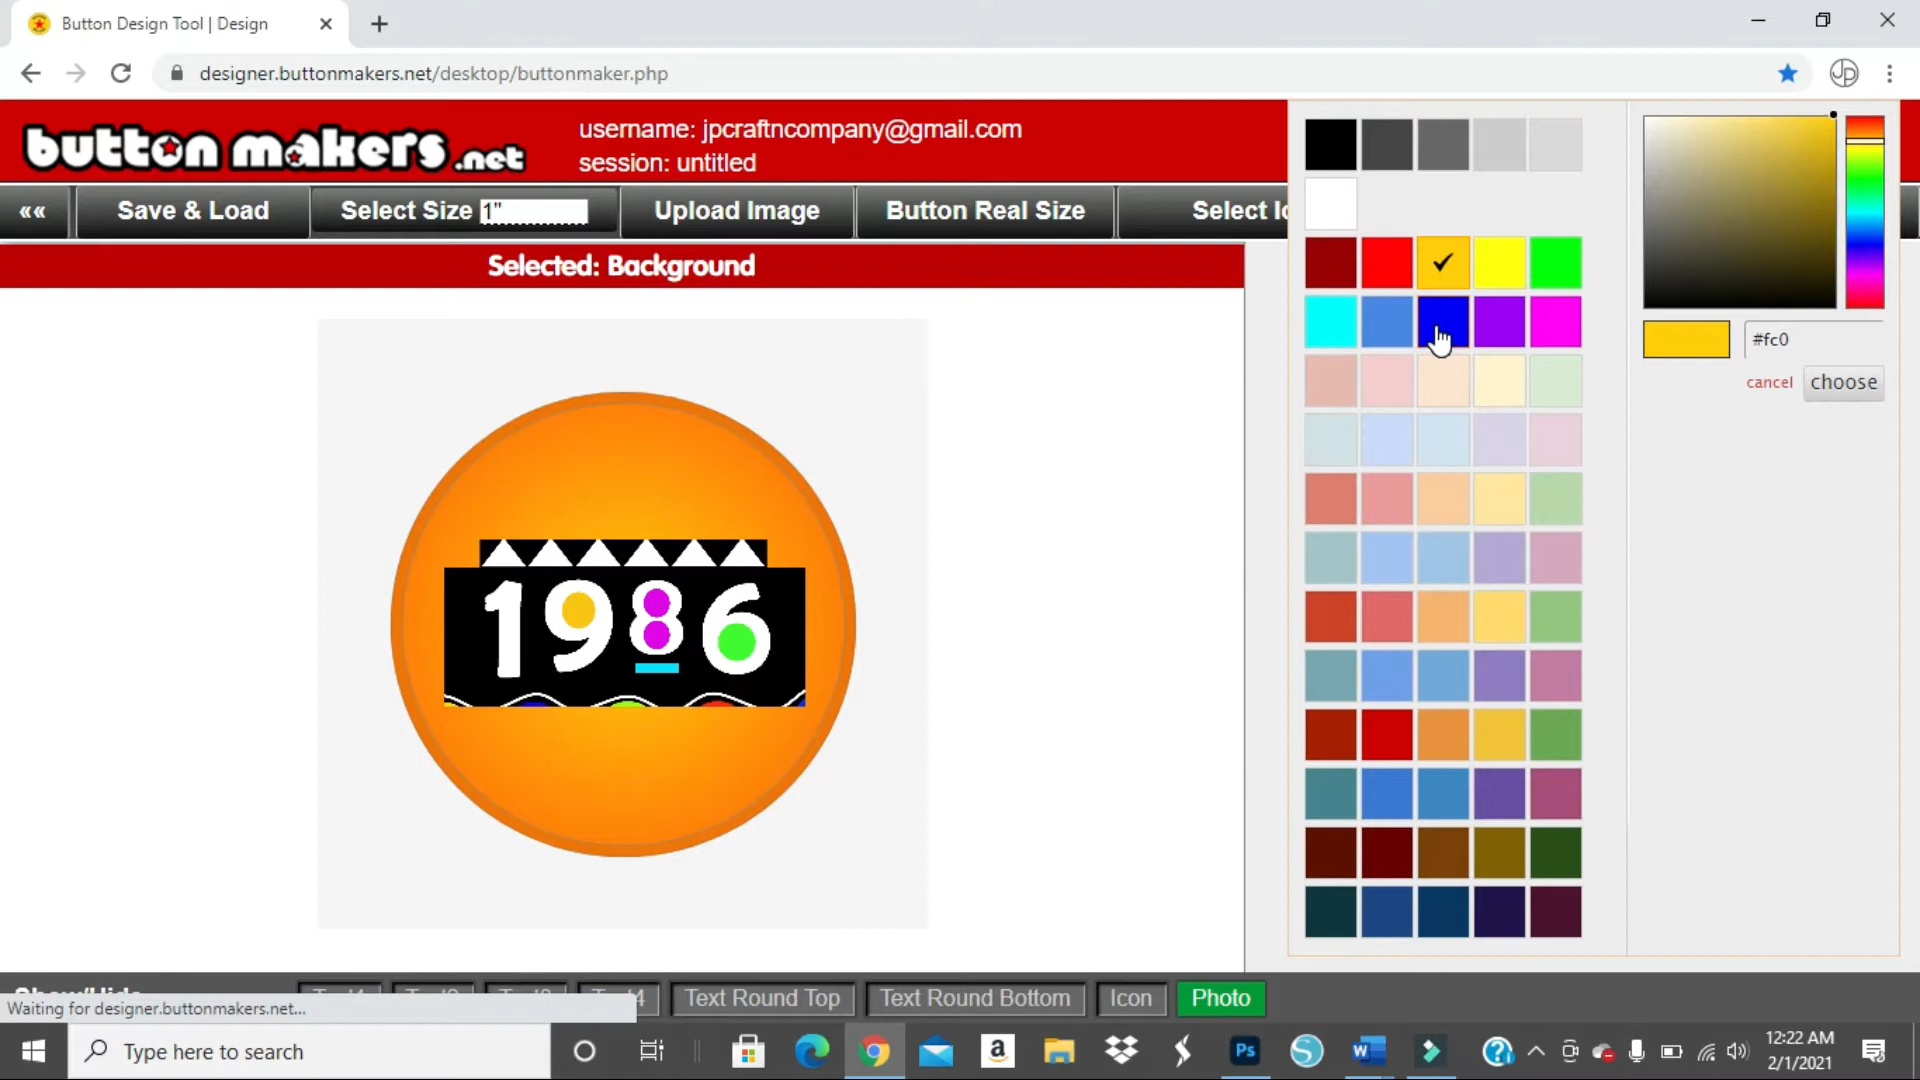 Button Design Tool | Design
designer.buttonmakers.net/desktop/buttonmaker.php
button makers.net
username: jpcraftncompany@gmail.com
session: untitled
««
Save & Load
Select Size 1"
Upload Image
Button Real Size
Select
Selected: Background
1986
#fc0
cancel
choose
Text Round Top
Text Round Bottom
Icon
Photo
Waiting for designer.buttonmakers.net...
Type here to search
a
Ps
S
W
?
12:22 AM
2/1/2021